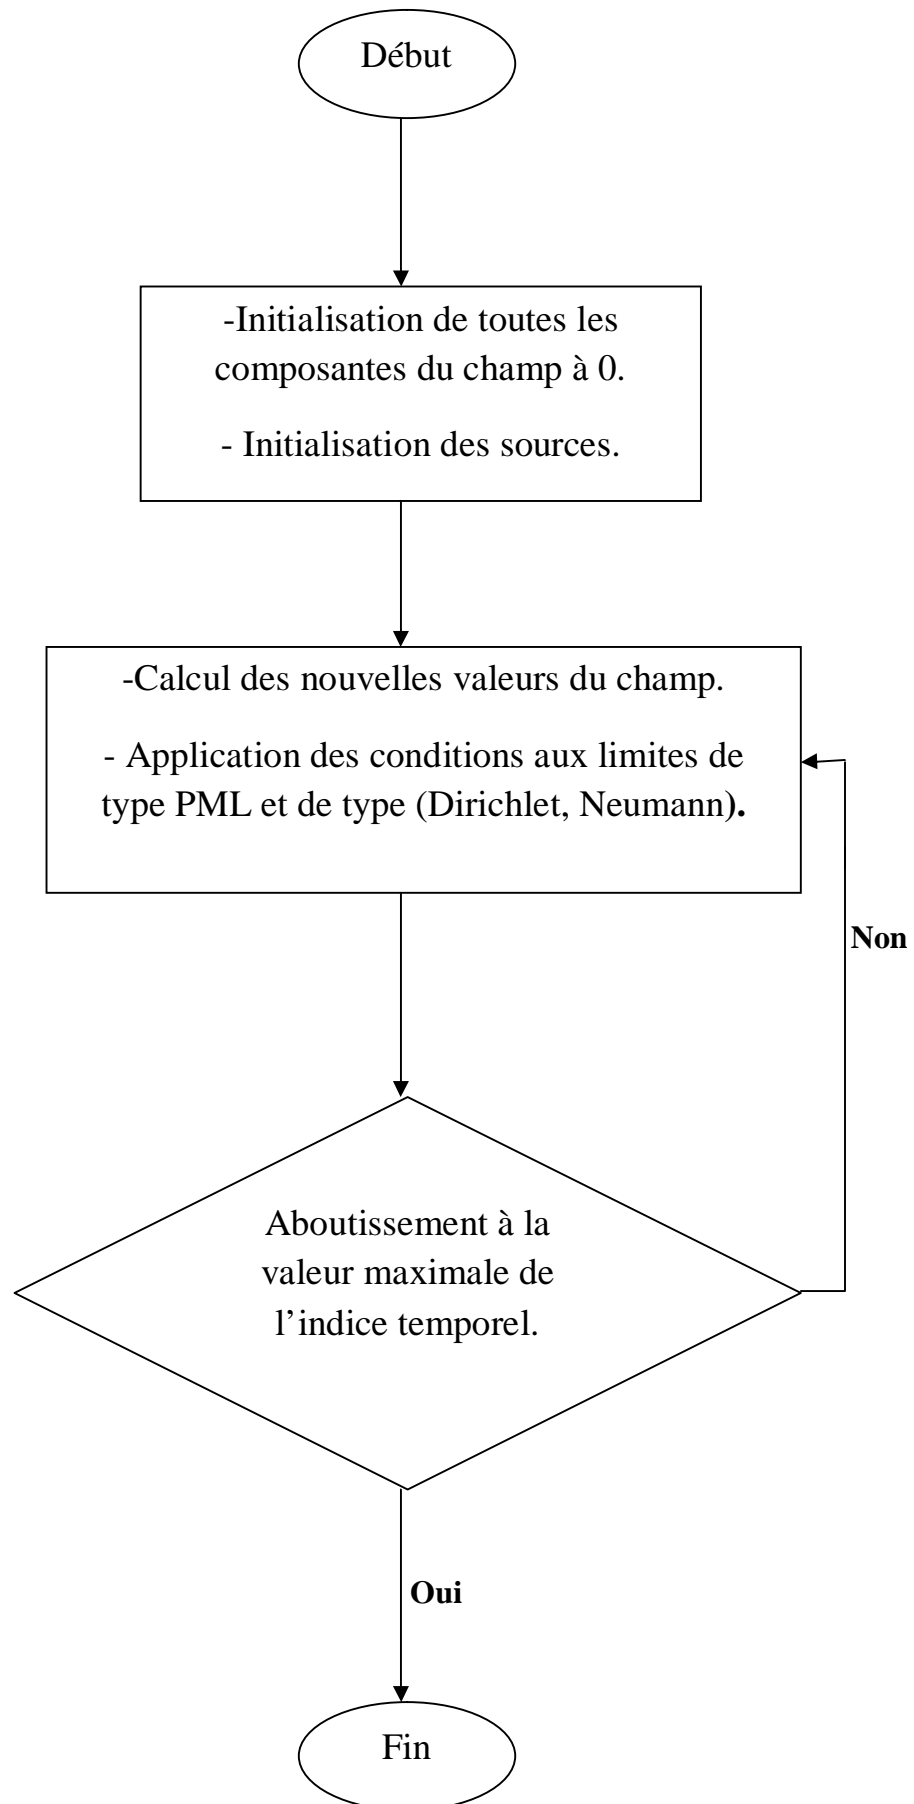 Début
-Initialisation de toutes les
composantes du champ à 0.
- Initialisation des sources.
-Calcul des nouvelles valeurs du champ.
- Application des conditions aux limites de
type PML et de type (Dirichlet, Neumann).
Non
Aboutissement à la
valeur maximale de
l’indice temporel.
Oui
Fin